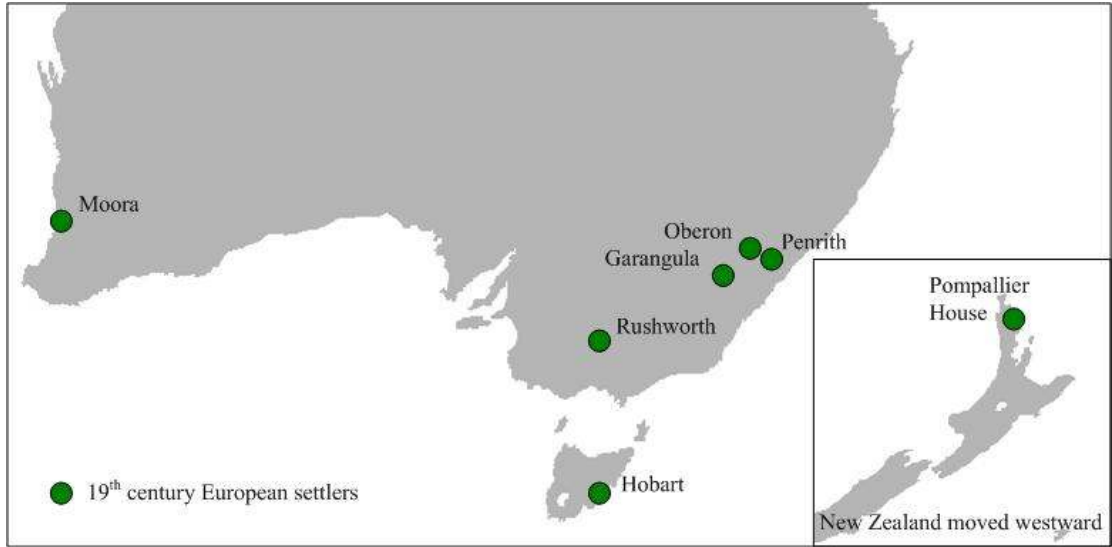 Moora
Oberon
Penrith
Garangula
Pompallier
House
Rushworth
Hobart
19th century European settlers
New Zealand moved westward